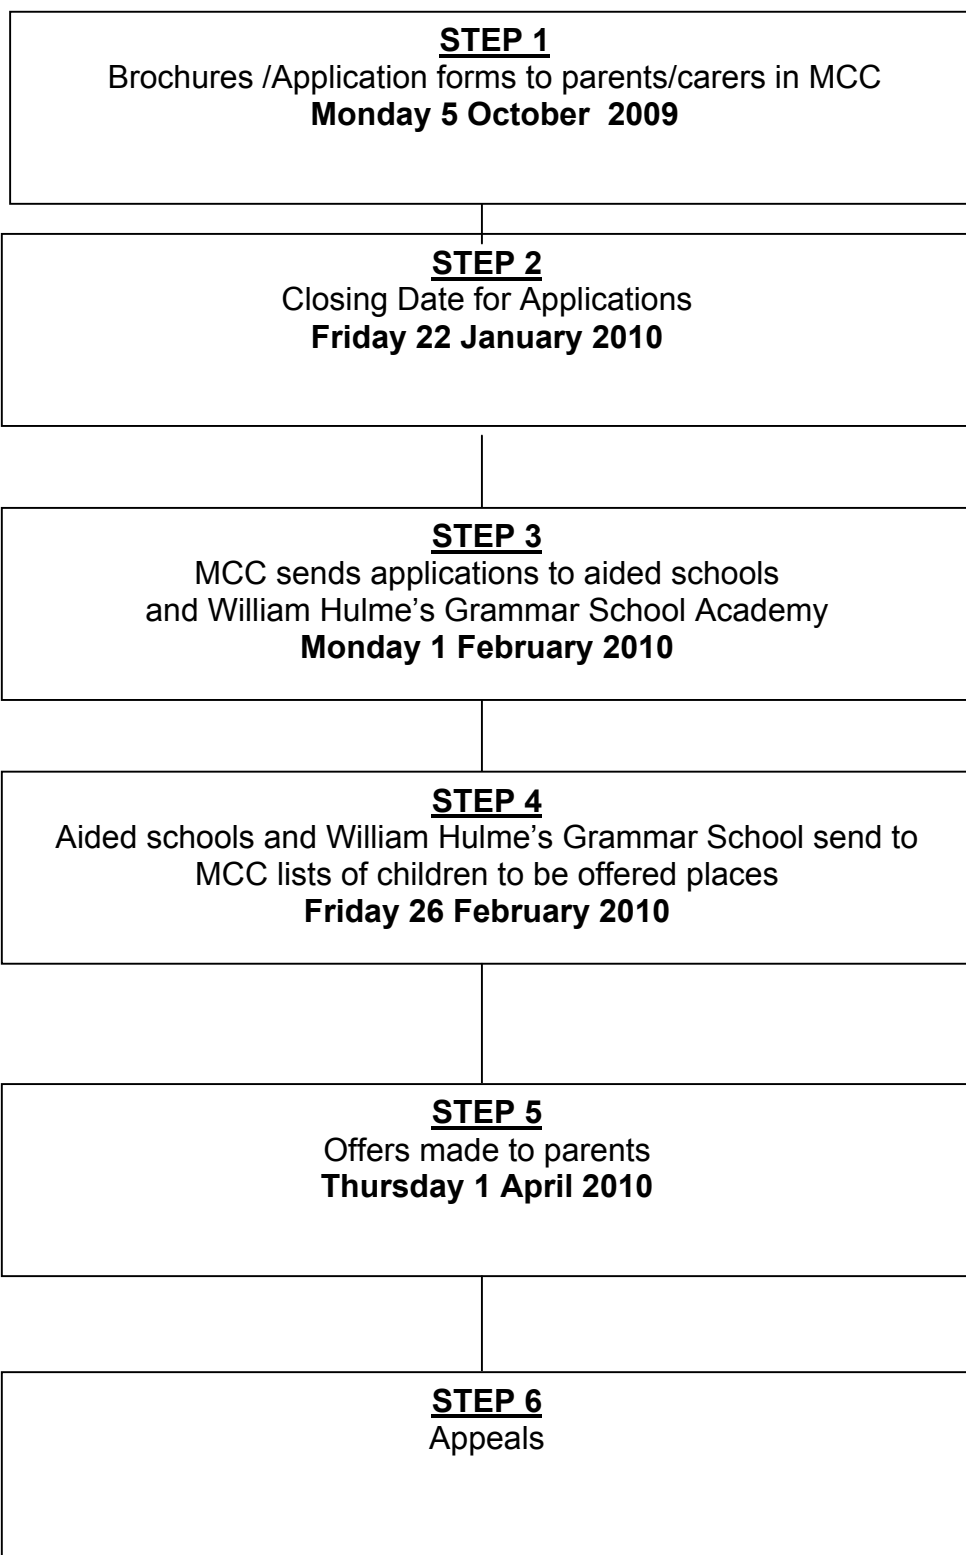 STEP 1
Brochures /Application forms to parents/carers in MCC
Monday 5 October  2009
STEP 2
Closing Date for Applications
Friday 22 January 2010
STEP 3
MCC sends applications to aided schools
and William Hulme’s Grammar School Academy
Monday 1 February 2010
STEP 4
Aided schools and William Hulme’s Grammar School send to
MCC lists of children to be offered places
Friday 26 February 2010
STEP 5
Offers made to parents
Thursday 1 April 2010
STEP 6
Appeals